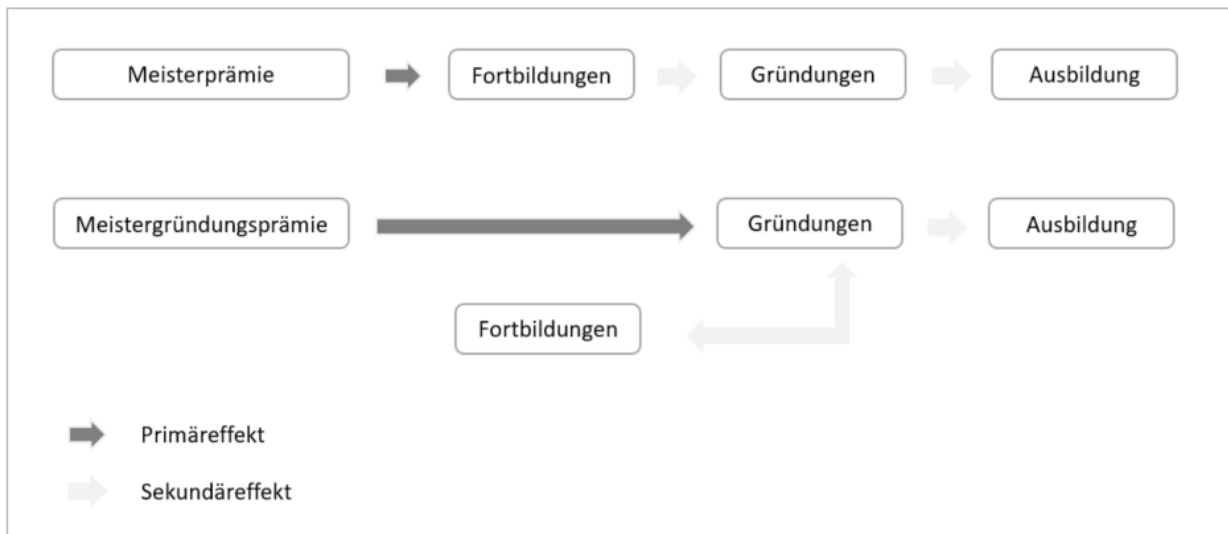 Meisterprämie
Fortbildungen
Gründungen
Ausbildung
Meistergründungsprämie
Gründungen
Ausbildung
Fortbildungen
Primäreffekt
Sekundäreffekt